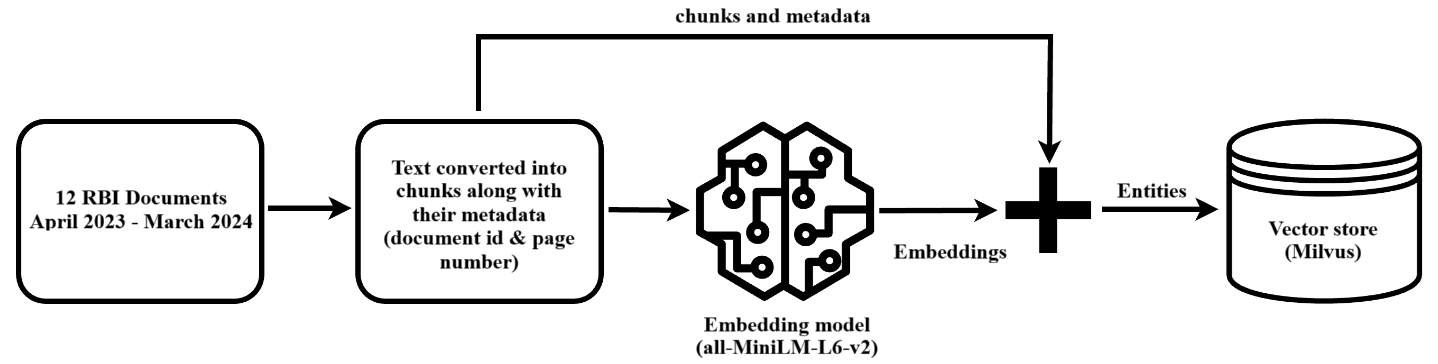 chunks and metadata
12 RBI Documents
April 2023 - March 2024
Text converted into
chunks along with
their metadata
(document id & page
number)
Embedding model
(all-MiniLM-L6-v2)
Embeddings
Entities
Vector store
(Milvus)